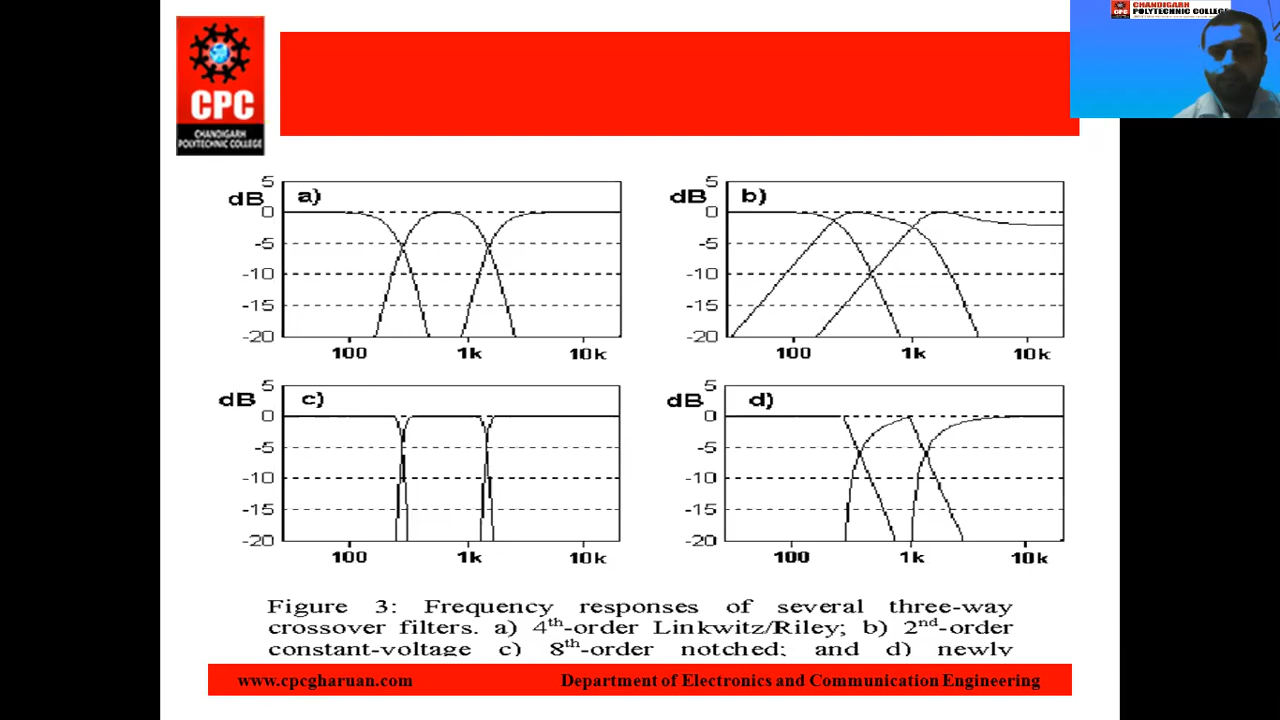 CHANDIGARH
POLYTECHNIC COLLEGE
CPC
CPC
CHANDIGARH
POLYTECHNIC COLLEGE
dB
a)
5
0
-5
-10
-15
-20
100 1k 10k
dB
b)
5
0
-5
-10
-15
-20
100 1k 10k
dB
c)
5
0
-5
-10
-15
-20
100 1k 10k
dB
d)
5
0
-5
-10
-15
-20
100 1k 10k
Figure 3: Frequency responses of several three-way
crossover filters. a) 4th-order Linkwitz/Riley; b) 2nd-order
constant-voltage c) 8th-order notched; and d) newly
www.cpcgharuan.com Department of Electronics and Communication Engineering